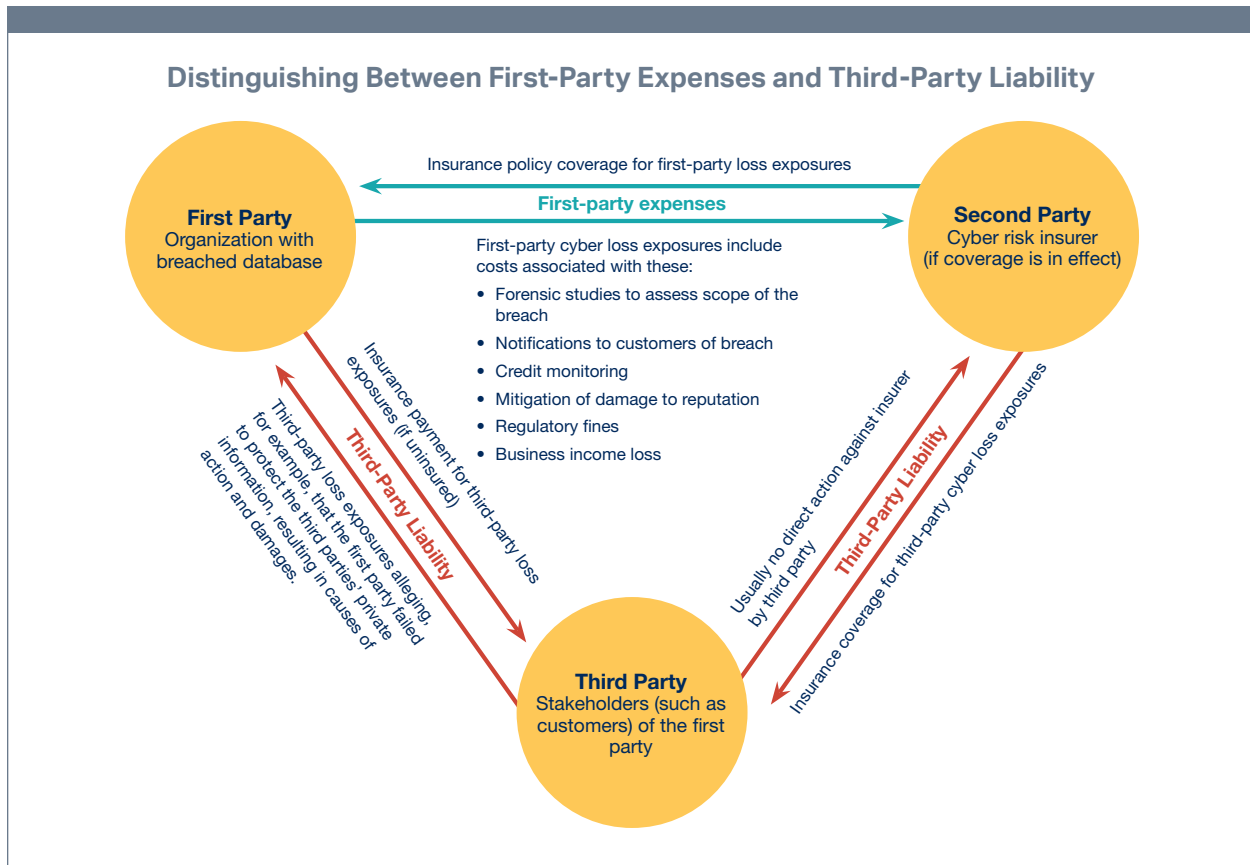 Distinguishing Between First-Party Expenses and Third-Party Liability
Insurance policy coverage for first-party loss exposures
First-party expenses
First Party
Organization with
breached database
Second Party
Cyber risk insurer
(if coverage is in effect)
First-party cyber loss exposures include
costs associated with these:
• Forensic studies to assess scope of the
breach
• Notifications to customers of breach
• Credit monitoring
• Mitigation of damage to reputation
• Regulatory fines
• Business income loss
Insurance payment for third-party loss
exposures (if uninsured)
Third-Party Liability
Third-party loss exposures alleging,
for example, that the first party failed
to protect the third parties’ private
information, resulting in causes of
action and damages.
Usually no direct action against insurer
by third party
Third-Party Liability
Insurance coverage for third-party cyber loss exposures
Third Party
Stakeholders (such as
customers) of the first
party